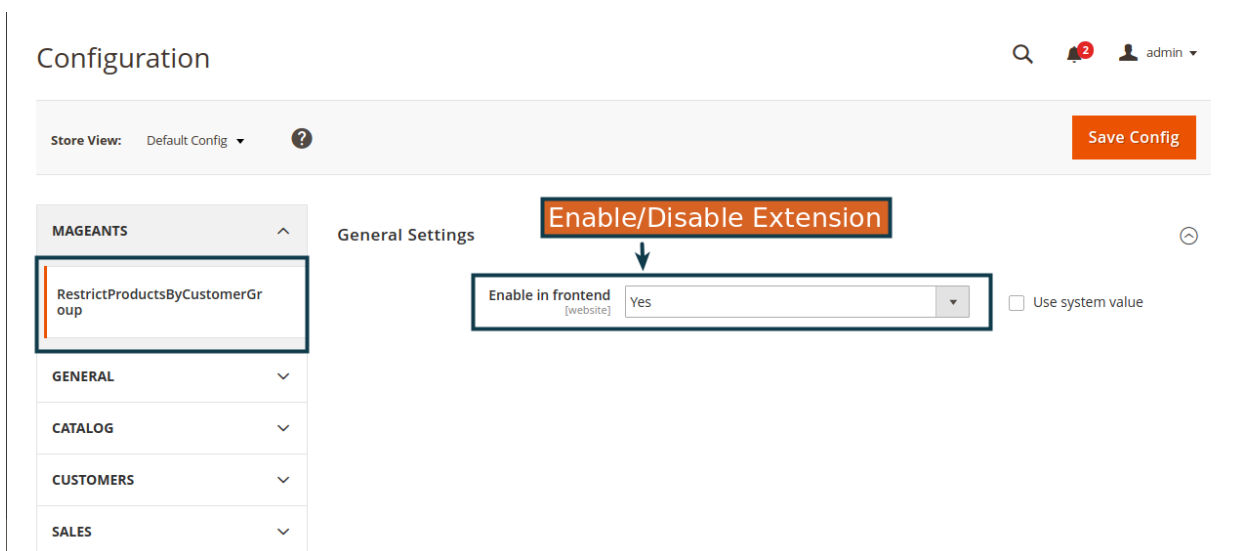 Configuration
2
admin
Store View: Default Config
?
Save Config
MAGEANTS
RestrictProductsByCustomerGr
oup
GENERAL
CATALOG
CUSTOMERS
SALES
General Settings
Enable/Disable Extension
Enable in frontend
[website]
Yes
Use system value